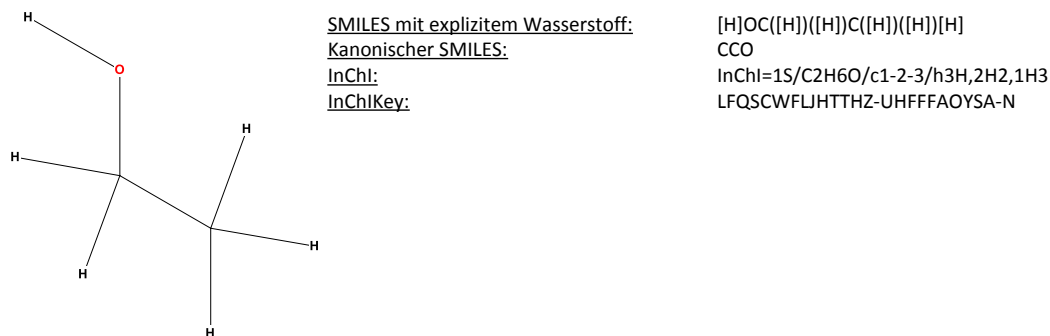 H
O
H
H
H
H
H
SMILES mit explizitem Wasserstoff: [H]OC([H])([H])C([H])([H])[H]
Kanonischer SMILES: CCO
InChI: InChI=1S/C2H6O/c1-2-3/h3H,2H2,1H3
InChIKey: LFQSCWFLJHTTHZ-UHFFFAOYSA-N